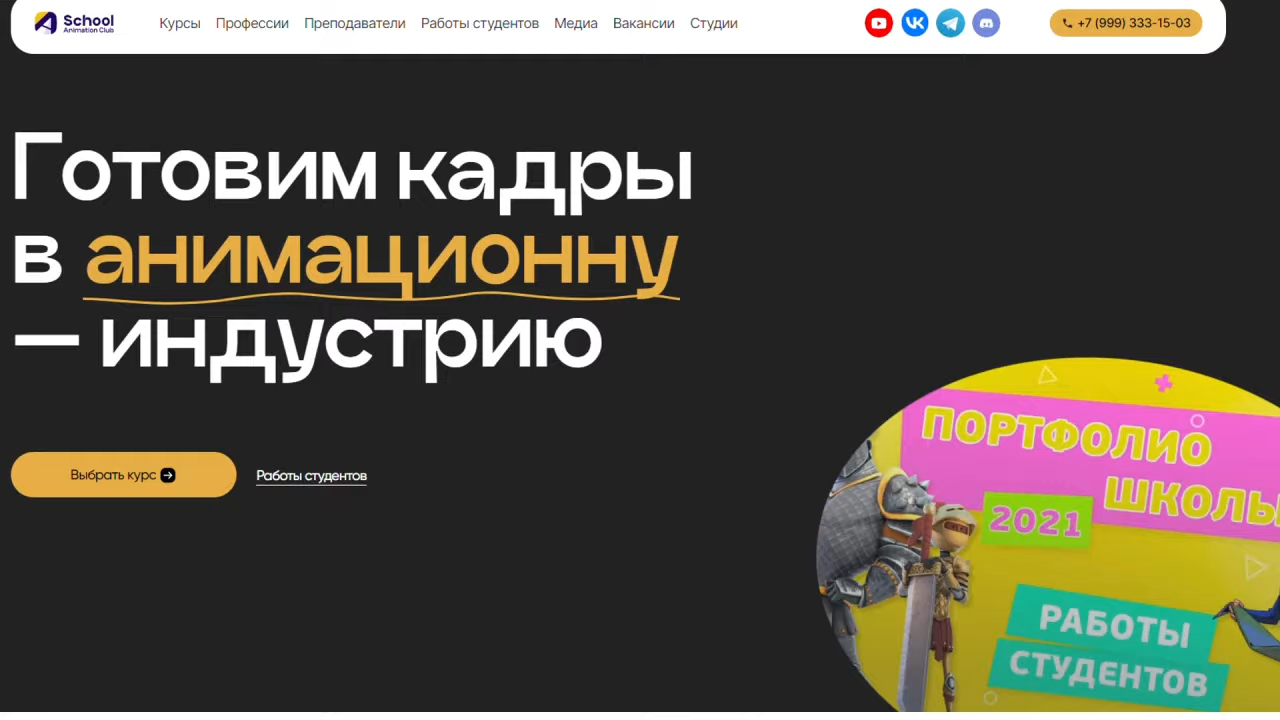 School
Animation Club
Курсы Профессии Преподаватели Работы студентов Медиа Вакансии Студии
+7 (999) 333-15-03
Готовим кадры
в анимационну
— индустрию
Выбрать курс
Работы студентов
ПОРТФОЛИО
ШКОЛЫ
2021
РАБОТЫ
СТУДЕНТОВ